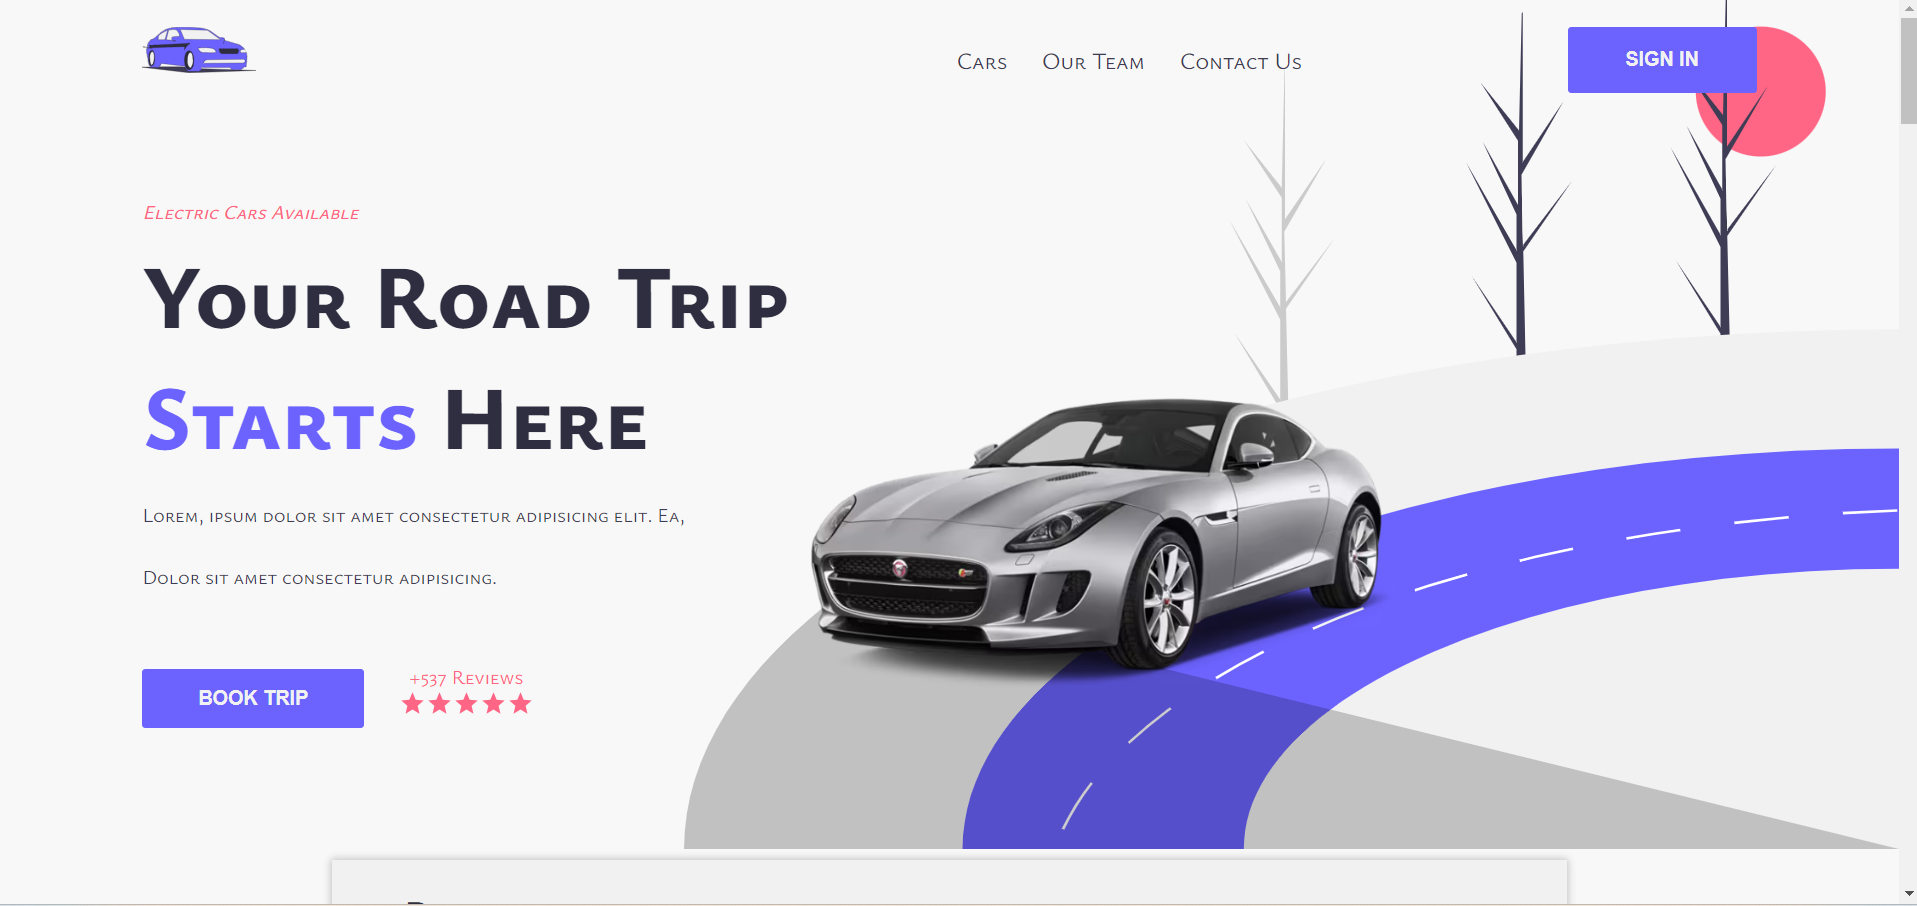 Cars Our Team Contact Us SIGN IN
Electric Cars Available
Your Road Trip
Starts Here
Lorem, ipsum dolor sit amet consectetur adipisicing elit. Ea,
Dolor sit amet consectetur adipisicing.
BOOK TRIP
+537 Reviews